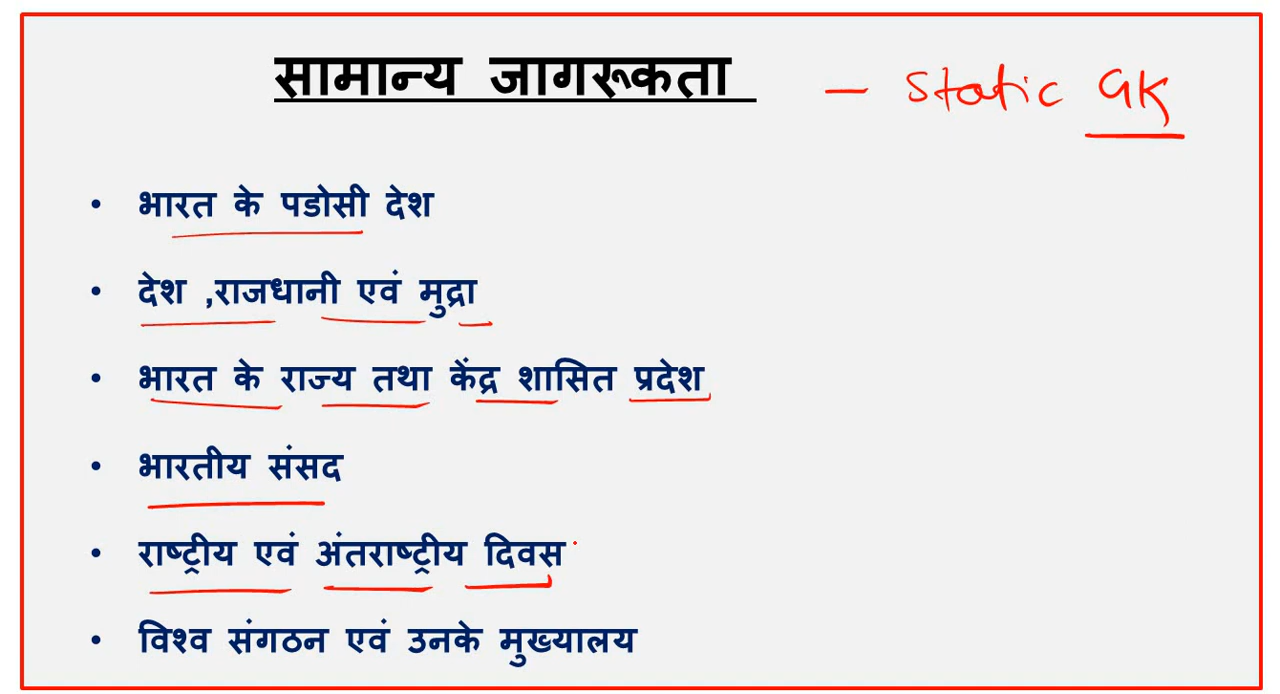 सामान्य जागरूकता — Static GK
• भारत के पडोसी देश
• देश ,राजधानी एवं मुद्रा
• भारत के राज्य तथा केंद्र शासित प्रदेश
• भारतीय संसद
• राष्ट्रीय एवं अंतराष्ट्रीय दिवस
• विश्व संगठन एवं उनके मुख्यालय